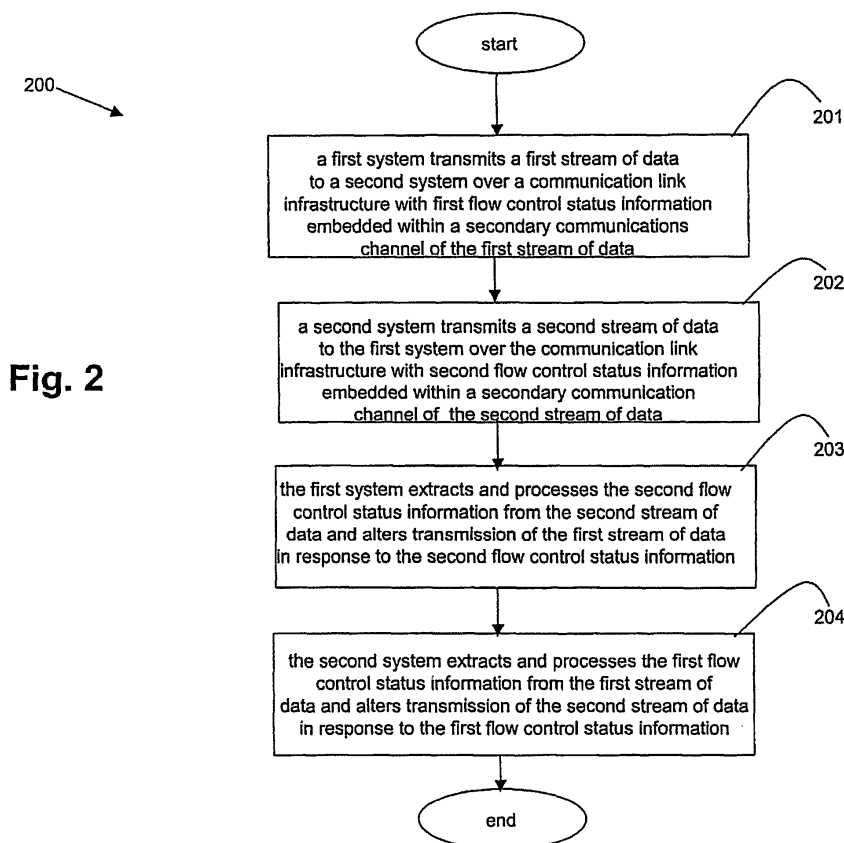 start
200
201
a first system transmits a first stream of data
to a second system over a communication link
infrastructure with first flow control status information
embedded within a secondary communications
channel of the first stream of data
202
a second system transmits a second stream of data
to the first system over the communication link
infrastructure with second flow control status information
embedded within a secondary communication
channel of the second stream of data
Fig. 2
203
the first system extracts and processes the second flow
control status information from the second stream of
data and alters transmission of the first stream of data
in response to the second flow control status information
204
the second system extracts and processes the first flow
control status information from the first stream of
data and alters transmission of the second stream of data
in response to the first flow control status information
end